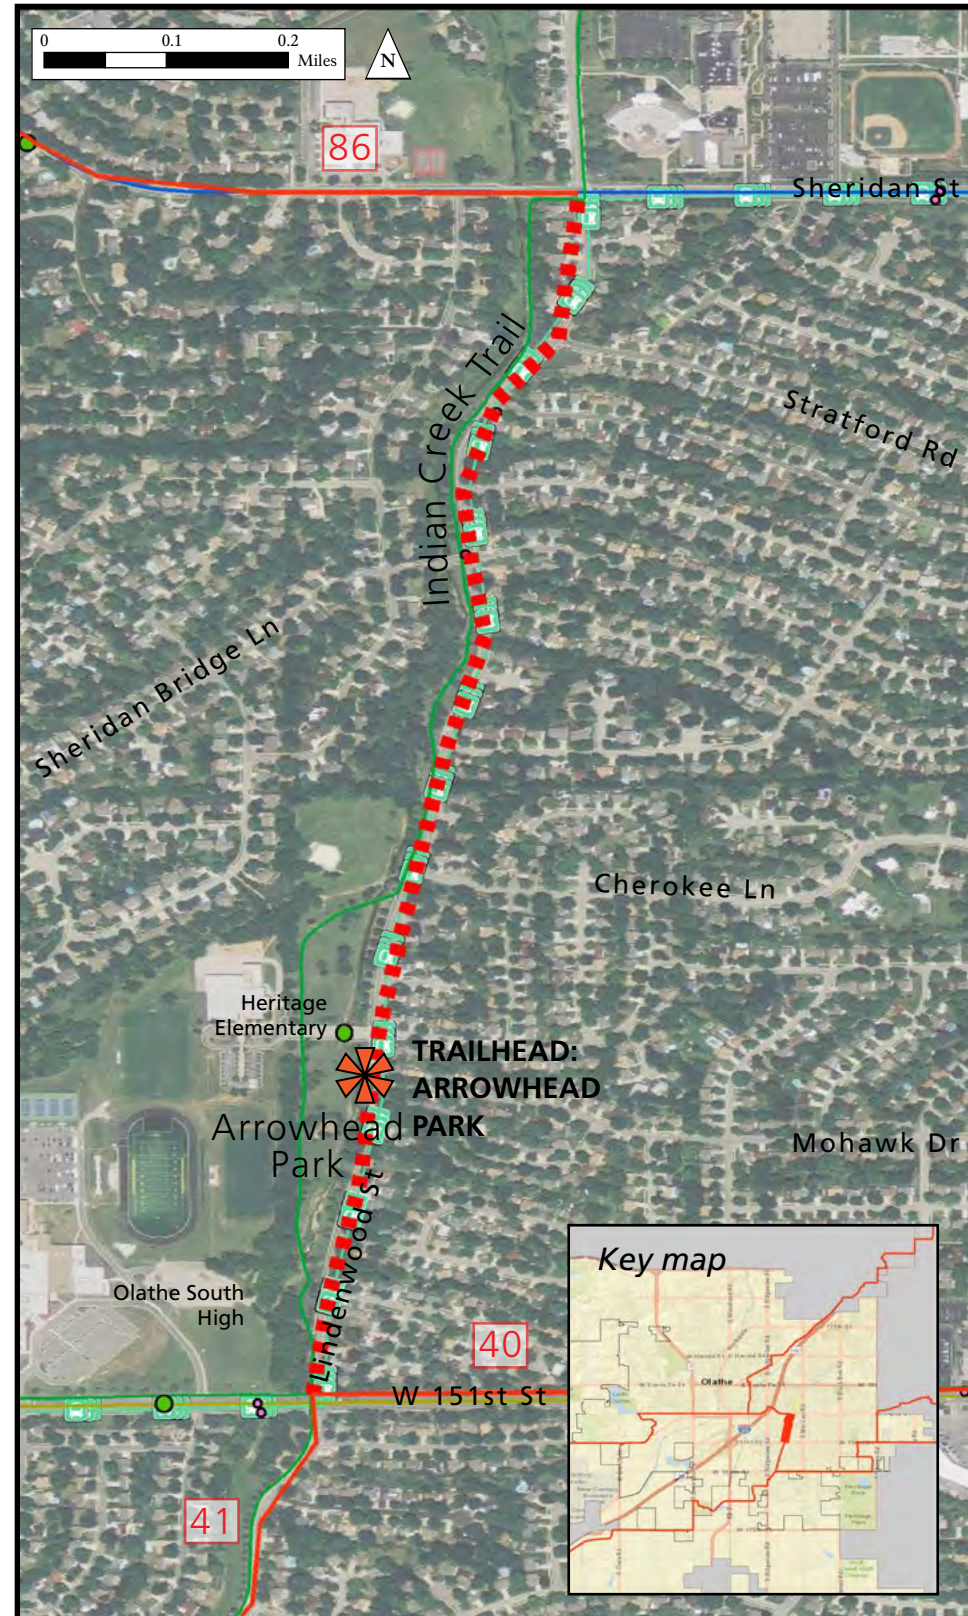 0 0.1 0.2
Miles
N
86
Sheridan St
Indian Creek Trail
Stratford Rd
Sheridan Bridge Ln
Cherokee Ln
Heritage
Elementary
TRAILHEAD:
ARROWHEAD
PARK
Arrowhead
Park
Mohawk Dr
Lindenwood St
Olathe South
High
40
W 151st St
41
Key map
Olathe